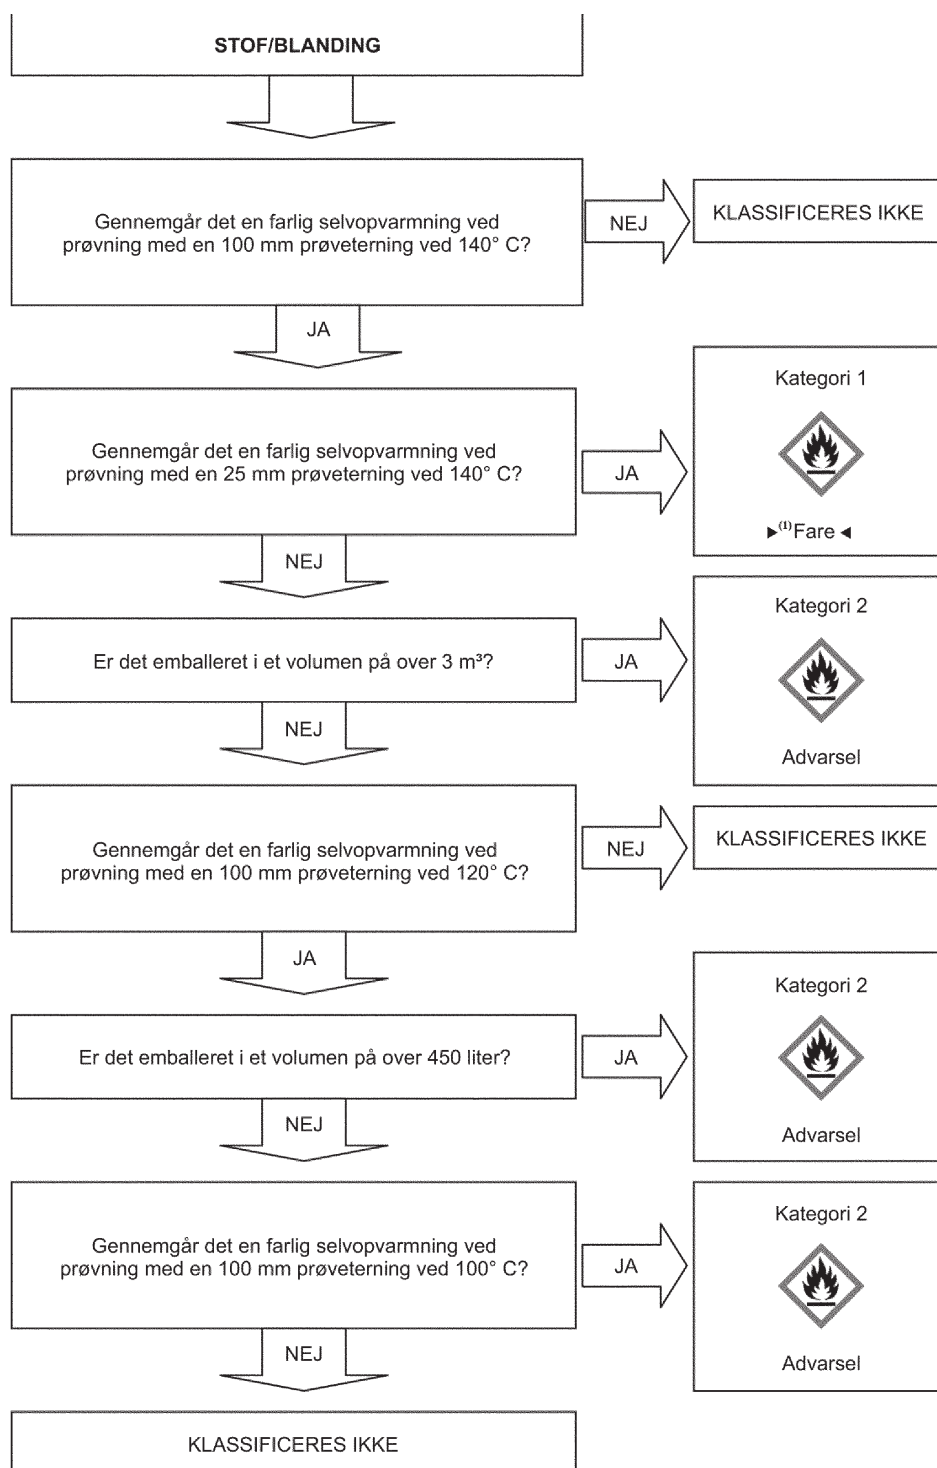 STOF/BLANDING
Gennemgår det en farlig selvopvarmning ved
prøvning med en 100 mm prøveterning ved 140° C?
NEJ
KLASSIFICERES IKKE
JA
Gennemgår det en farlig selvopvarmning ved
prøvning med en 25 mm prøveterning ved 140° C?
JA
Kategori 1
►⁽¹⁾Fare ◄
NEJ
Er det emballeret i et volumen på over 3 m³?
JA
Kategori 2
Advarsel
NEJ
Gennemgår det en farlig selvopvarmning ved
prøvning med en 100 mm prøveterning ved 120° C?
NEJ
KLASSIFICERES IKKE
JA
Er det emballeret i et volumen på over 450 liter?
JA
Kategori 2
Advarsel
NEJ
Gennemgår det en farlig selvopvarmning ved
prøvning med en 100 mm prøveterning ved 100° C?
JA
Kategori 2
Advarsel
NEJ
KLASSIFICERES IKKE